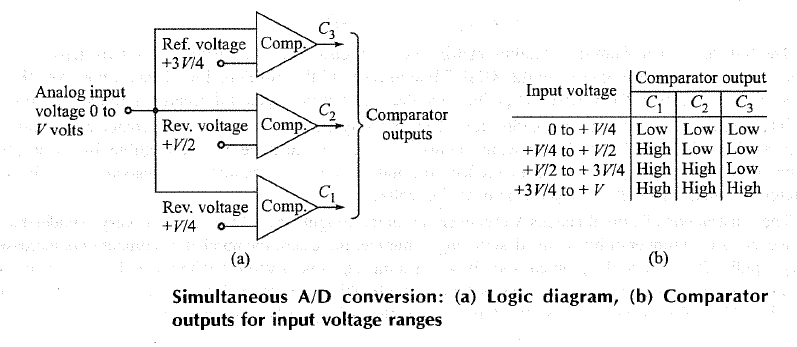 Analog input
voltage 0 to
V volts
Ref. voltage
+3V/4
Comp.
C3
Rev. voltage
+V/2
Comp.
C2
Rev. voltage
+V/4
Comp.
C1
Comparator
outputs
(a)
Input voltage
Comparator output
C1 C2 C3
0 to + V/4 Low Low Low
+V/4 to + V/2 High Low Low
+V/2 to + 3V/4 High High Low
+3V/4 to + V High High High
(b)
Simultaneous A/D conversion: (a) Logic diagram, (b) Comparator
outputs for input voltage ranges